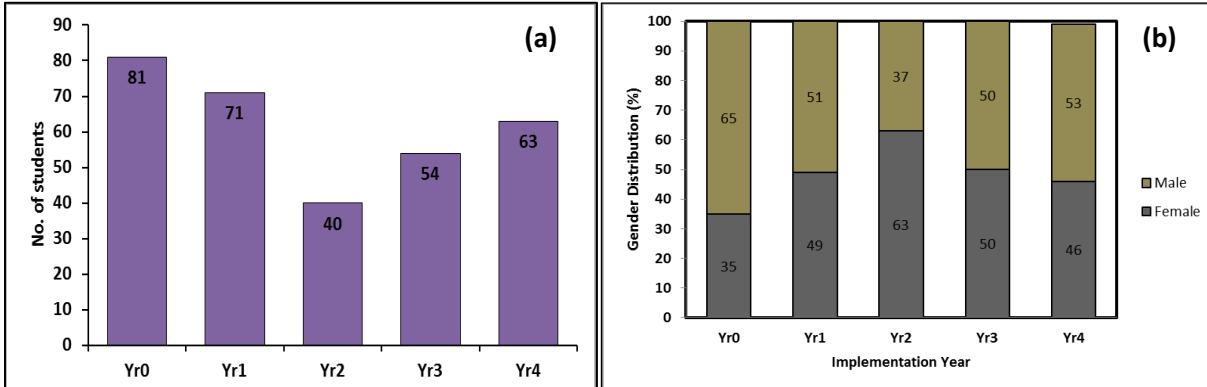 (a)
No. of students
90
80
70
60
50
40
30
20
10
0
81
71
40
54
63
Yr0 Yr1 Yr2 Yr3 Yr4
(b)
Gender Distribution (%)
100
90
80
70
60
50
40
30
20
10
0
65 51 37 50 53
35 49 63 50 46
Yr0 Yr1 Yr2 Yr3 Yr4
Implementation Year
Male
Female